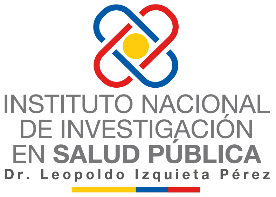 INSTITUTO NACIONAL
DE INVESTIGACIÓN
EN SALUD PÚBLICA
Dr. Leopoldo Izquieta Pérez